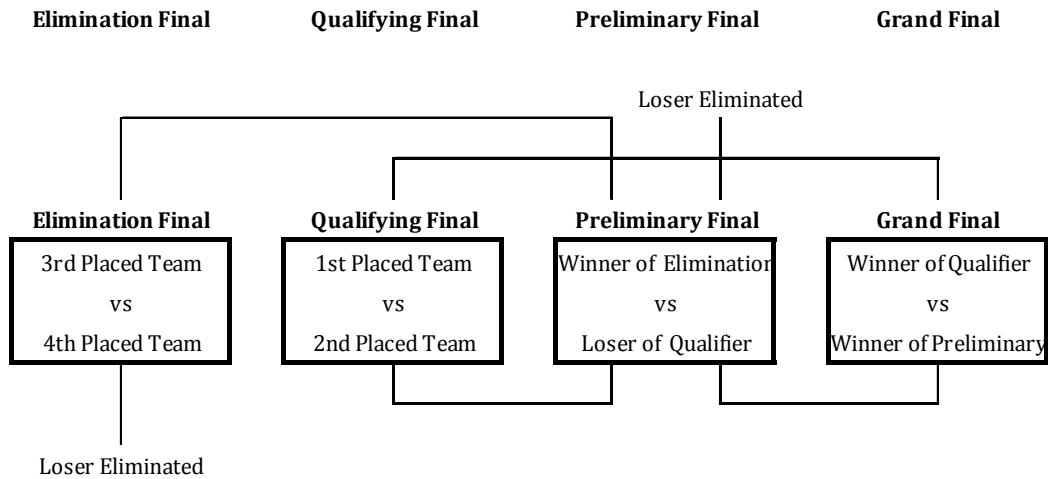 Elimination Final Qualifying Final Preliminary Final Grand Final
Loser Eliminated
Elimination Final Qualifying Final Preliminary Final Grand Final
3rd Placed Team 1st Placed Team Winner of Elimination Winner of Qualifier
vs vs vs vs
4th Placed Team 2nd Placed Team Loser of Qualifier Winner of Preliminary
Loser Eliminated